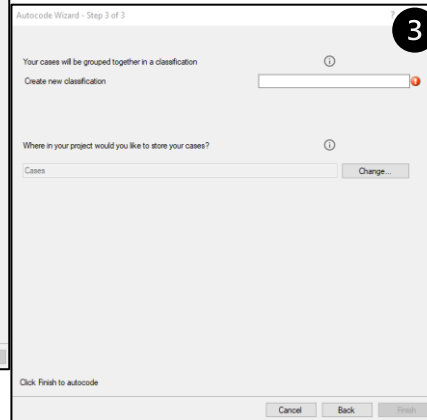 Autocode Wizard - Step 3 of 3
3
Your cases will be grouped together in a classification
Create new classification
Where in your project would you like to store your cases?
Cases
Change...
Click Finish to autocode
Cancel
Back
Finish